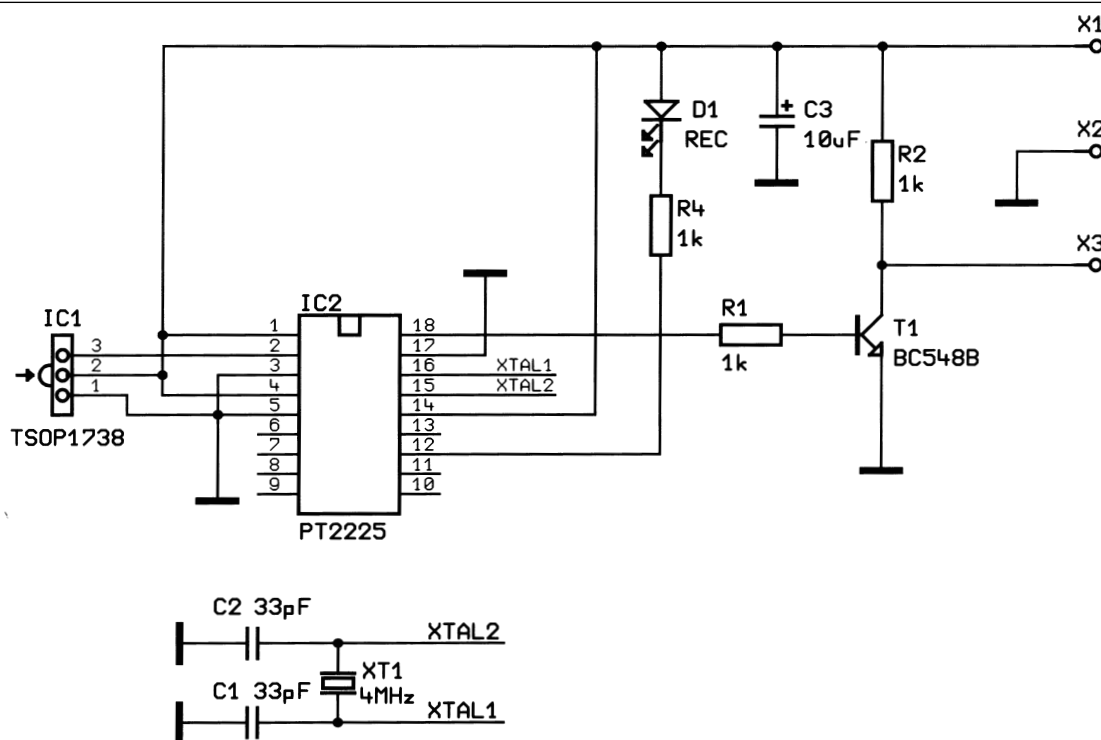 X1
D1
REC
+
C3
10uF
R2
1k
X2
R4
1k
X3
IC2
IC1
3
2
1
TSOP1738
1
2
3
4
5
6
7
8
9
18
17
16
15
14
13
12
11
10
XTAL1
XTAL2
PT2225
R1
1k
T1
BC548B
C2 33pF
XTAL2
XT1
4MHz
C1 33pF
XTAL1